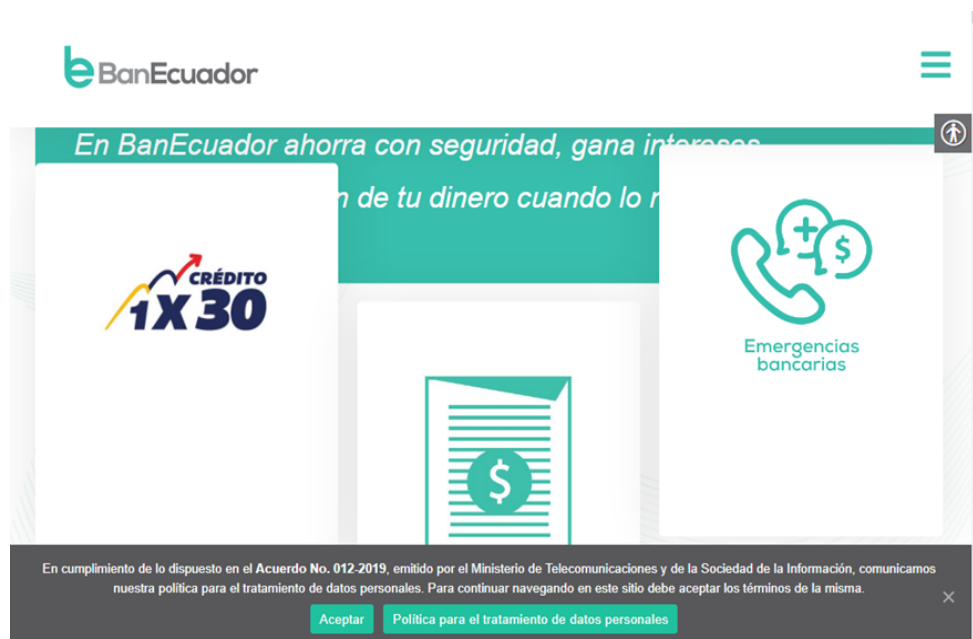 BanEcuador
En BanEcuador ahorra con seguridad, gana intereses
de tu dinero cuando lo
CRÉDITO
1X30
$
Emergencias
bancarias
$
En cumplimiento de lo dispuesto en el Acuerdo No. 012-2019, emitido por el Ministerio de Telecomunicaciones y de la Sociedad de la Información, comunicamos
nuestra política para el tratamiento de datos personales. Para continuar navegando en este sitio debe aceptar los términos de la misma.
Aceptar
Política para el tratamiento de datos personales